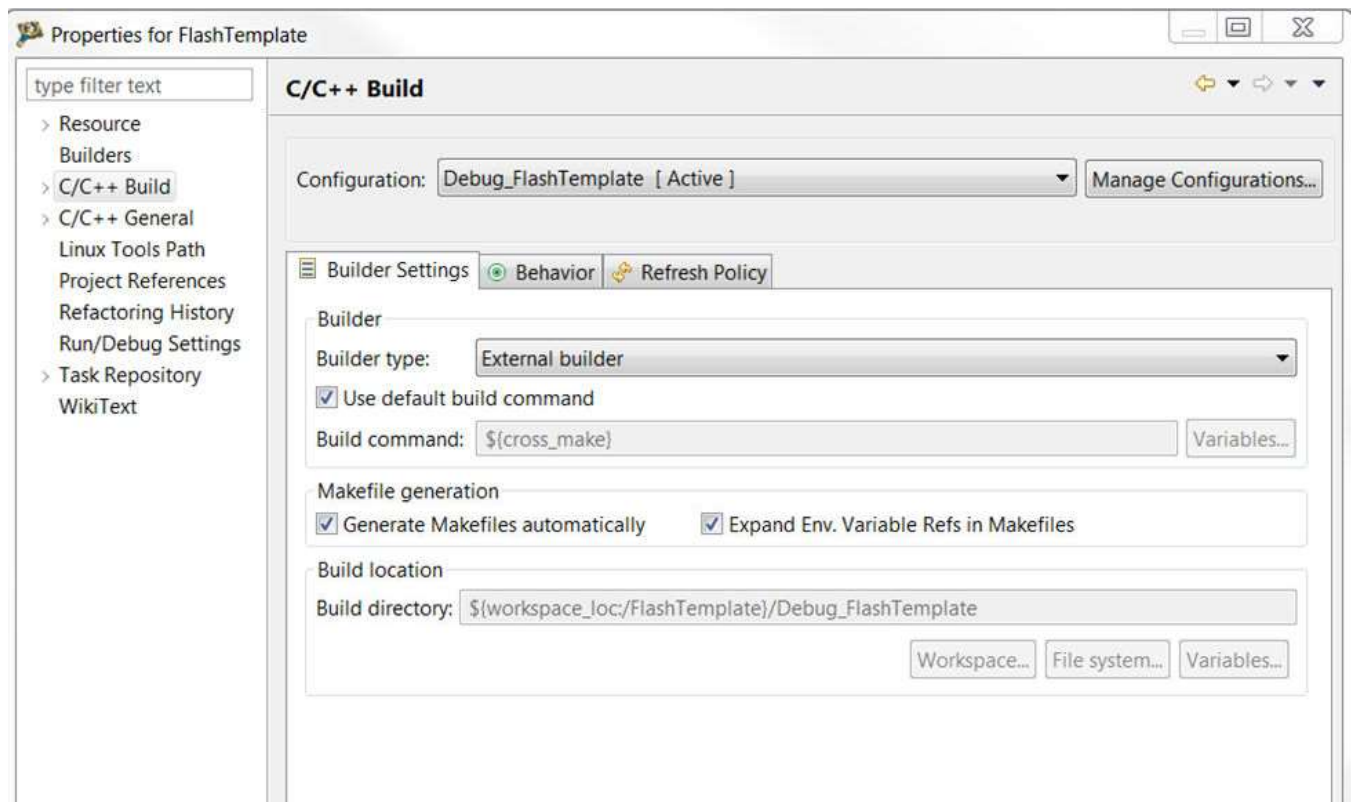 Properties for FlashTemplate
type filter text
Resource
Builders
C/C++ Build
C/C++ General
Linux Tools Path
Project References
Refactoring History
Run/Debug Settings
Task Repository
WikiText
C/C++ Build
Configuration: Debug_FlashTemplate [ Active ] Manage Configurations...
Builder Settings Behavior Refresh Policy
Builder
Builder type: External builder
Use default build command
Build command: ${cross_make} Variables...
Makefile generation
Generate Makefiles automatically Expand Env. Variable Refs in Makefiles
Build location
Build directory: ${workspace_loc:/FlashTemplate}/Debug_FlashTemplate
Workspace... File system... Variables...